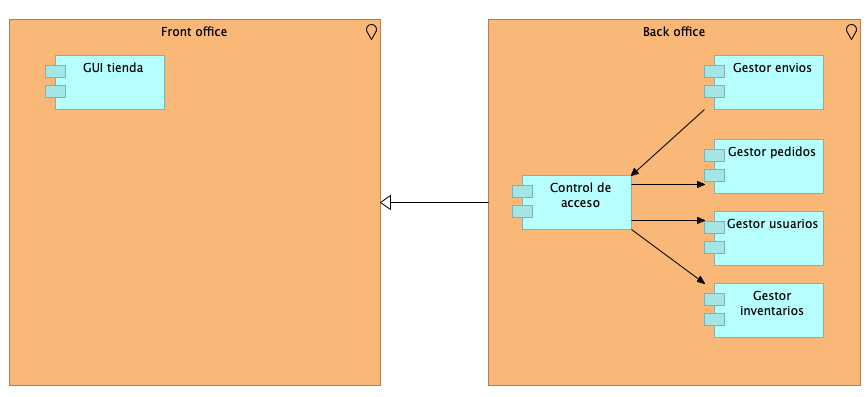 Front office
GUI tienda
Back office
Gestor envios
Gestor pedidos
Control de
acceso
Gestor usuarios
Gestor
inventarios